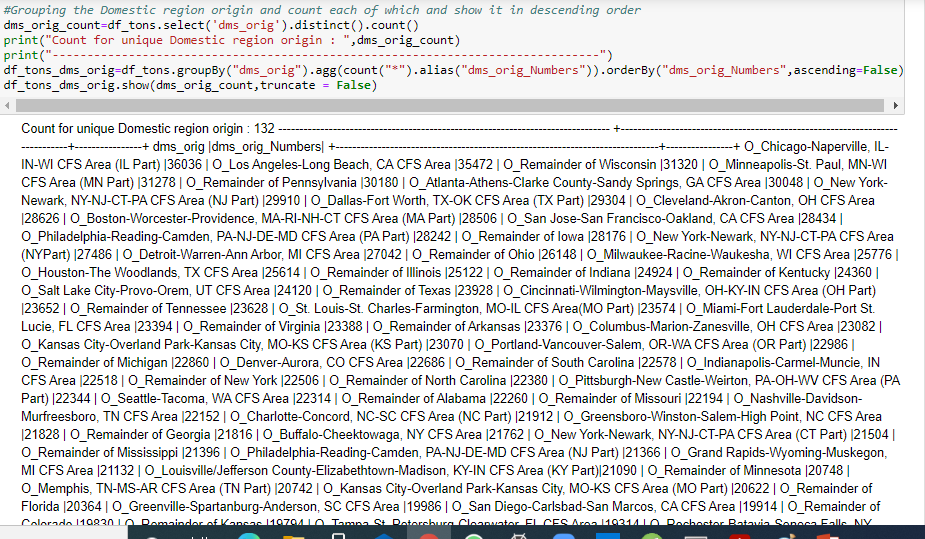 #Grouping the Domestic region origin and count each of which and show it in descending order
dms_orig_count=df_tons.select('dms_orig').distinct().count()
print("Count for unique Domestic region origin : ",dms_orig_count)
print("------------------------------------------------------------------------------")
df_tons_dms_orig=df_tons.groupBy("dms_orig").agg(count("*").alias("dms_orig_Numbers")).orderBy("dms_orig_Numbers",ascending=False)
df_tons_dms_orig.show(dms_orig_count,truncate = False)
Count for unique Domestic region origin : 132 ------------------------------------------------------------------------------ +-----------------------------------------------------------------
-----------+----------------+ dms_orig |dms_orig_Numbers| +----------------------------------------------------------------------------+----------------+ O_Chicago-Naperville, IL-
IN-WI CFS Area (IL Part) |36036 | O_Los Angeles-Long Beach, CA CFS Area |35472 | O_Remainder of Wisconsin |31320 | O_Minneapolis-St. Paul, MN-WI
CFS Area (MN Part) |31278 | O_Remainder of Pennsylvania |30180 | O_Atlanta-Athens-Clarke County-Sandy Springs, GA CFS Area |30048 | O_New York-
Newark, NY-NJ-CT-PA CFS Area (NJ Part) |29910 | O_Dallas-Fort Worth, TX-OK CFS Area (TX Part) |29304 | O_Cleveland-Akron-Canton, OH CFS Area
|28626 | O_Boston-Worcester-Providence, MA-RI-NH-CT CFS Area (MA Part) |28506 | O_San Jose-San Francisco-Oakland, CA CFS Area |28434 |
O_Philadelphia-Reading-Camden, PA-NJ-DE-MD CFS Area (PA Part) |28242 | O_Remainder of Iowa |28176 | O_New York-Newark, NY-NJ-CT-PA CFS Area
(NYPart) |27486 | O_Detroit-Warren-Ann Arbor, MI CFS Area |27042 | O_Remainder of Ohio |26148 | O_Milwaukee-Racine-Waukesha, WI CFS Area |25776 |
O_Houston-The Woodlands, TX CFS Area |25614 | O_Remainder of Illinois |25122 | O_Remainder of Indiana |24924 | O_Remainder of Kentucky |24360 |
O_Salt Lake City-Provo-Orem, UT CFS Area |24120 | O_Remainder of Texas |23928 | O_Cincinnati-Wilmington-Maysville, OH-KY-IN CFS Area (OH Part)
|23652 | O_Remainder of Tennessee |23628 | O_St. Louis-St. Charles-Farmington, MO-IL CFS Area(MO Part) |23574 | O_Miami-Fort Lauderdale-Port St.
Lucie, FL CFS Area |23394 | O_Remainder of Virginia |23388 | O_Remainder of Arkansas |23376 | O_Columbus-Marion-Zanesville, OH CFS Area |23082 |
O_Kansas City-Overland Park-Kansas City, MO-KS CFS Area (KS Part) |23070 | O_Portland-Vancouver-Salem, OR-WA CFS Area (OR Part) |22986 |
O_Remainder of Michigan |22860 | O_Denver-Aurora, CO CFS Area |22686 | O_Remainder of South Carolina |22578 | O_Indianapolis-Carmel-Muncie, IN
CFS Area |22518 | O_Remainder of New York |22506 | O_Remainder of North Carolina |22380 | O_Pittsburgh-New Castle-Weirton, PA-OH-WV CFS Area (PA
Part) |22344 | O_Seattle-Tacoma, WA CFS Area |22314 | O_Remainder of Alabama |22260 | O_Remainder of Missouri |22194 | O_Nashville-Davidson-
Murfreesboro, TN CFS Area |22152 | O_Charlotte-Concord, NC-SC CFS Area (NC Part) |21912 | O_Greensboro-Winston-Salem-High Point, NC CFS Area
|21828 | O_Remainder of Georgia |21816 | O_Buffalo-Cheektowaga, NY CFS Area |21762 | O_New York-Newark, NY-NJ-CT-PA CFS Area (CT Part) |21504 |
O_Remainder of Mississippi |21396 | O_Philadelphia-Reading-Camden, PA-NJ-DE-MD CFS Area (NJ Part) |21366 | O_Grand Rapids-Wyoming-Muskegon,
MI CFS Area |21132 | O_Louisville/Jefferson County-Elizabethtown-Madison, KY-IN CFS Area (KY Part)|21090 | O_Remainder of Minnesota |20748 |
O_Memphis, TN-MS-AR CFS Area (TN Part) |20742 | O_Kansas City-Overland Park-Kansas City, MO-KS CFS Area (MO Part) |20622 | O_Remainder of
Florida |20364 | O_Greenville-Spartanburg-Anderson, SC CFS Area |19986 | O_San Diego-Carlsbad-San Marcos, CA CFS Area |19914 | O_Remainder of
Colorado |19830 | O_Remainder of Kansas |19794 | O_Tampa-St. Petersburg-Clearwater, FL CFS Area |19314 | O_Rochester-Batavia-Seneca Falls, NY